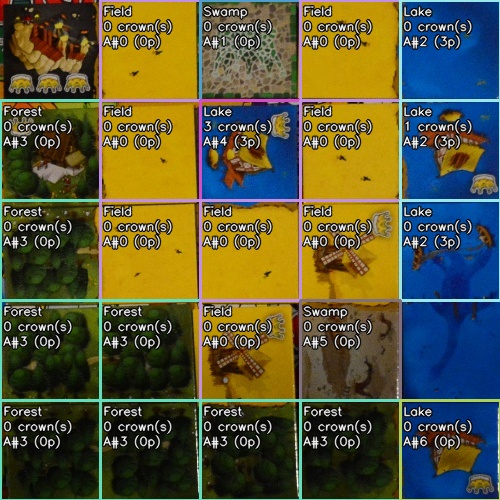 Field
0 crown(s)
A#0 (0p)
Swamp
0 crown(s)
A#1 (0p)
Field
0 crown(s)
A#0 (0p)
Lake
0 crown(s)
A#2 (3p)
Forest
0 crown(s)
A#3 (0p)
Field
0 crown(s)
A#0 (0p)
Lake
3 crown(s)
A#4 (3p)
Field
0 crown(s)
A#0 (0p)
Lake
1 crown(s)
A#2 (3p)
Forest
0 crown(s)
A#3 (0p)
Field
0 crown(s)
A#0 (0p)
Field
0 crown(s)
A#0 (0p)
Field
0 crown(s)
A#0 (0p)
Lake
0 crown(s)
A#2 (3p)
Forest
0 crown(s)
A#3 (0p)
Forest
0 crown(s)
A#3 (0p)
Field
0 crown(s)
A#0 (0p)
Swamp
0 crown(s)
A#5 (0p)
Forest
0 crown(s)
A#3 (0p)
Forest
0 crown(s)
A#3 (0p)
Forest
0 crown(s)
A#3 (0p)
Forest
0 crown(s)
A#3 (0p)
Lake
0 crown(s)
A#6 (0p)